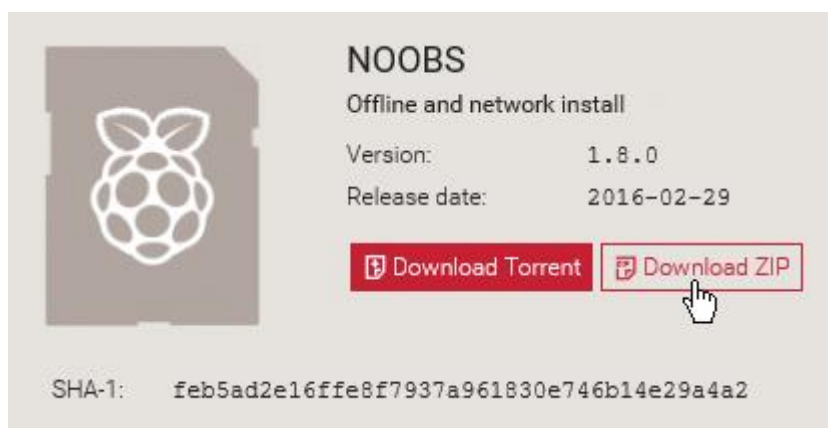 NOOBS
Offline and network install
Version: 1.8.0
Release date: 2016-02-29
Download Torrent Download ZIP
SHA-1: feb5ad2e16ffe8f7937a961830e746b14e29a4a2